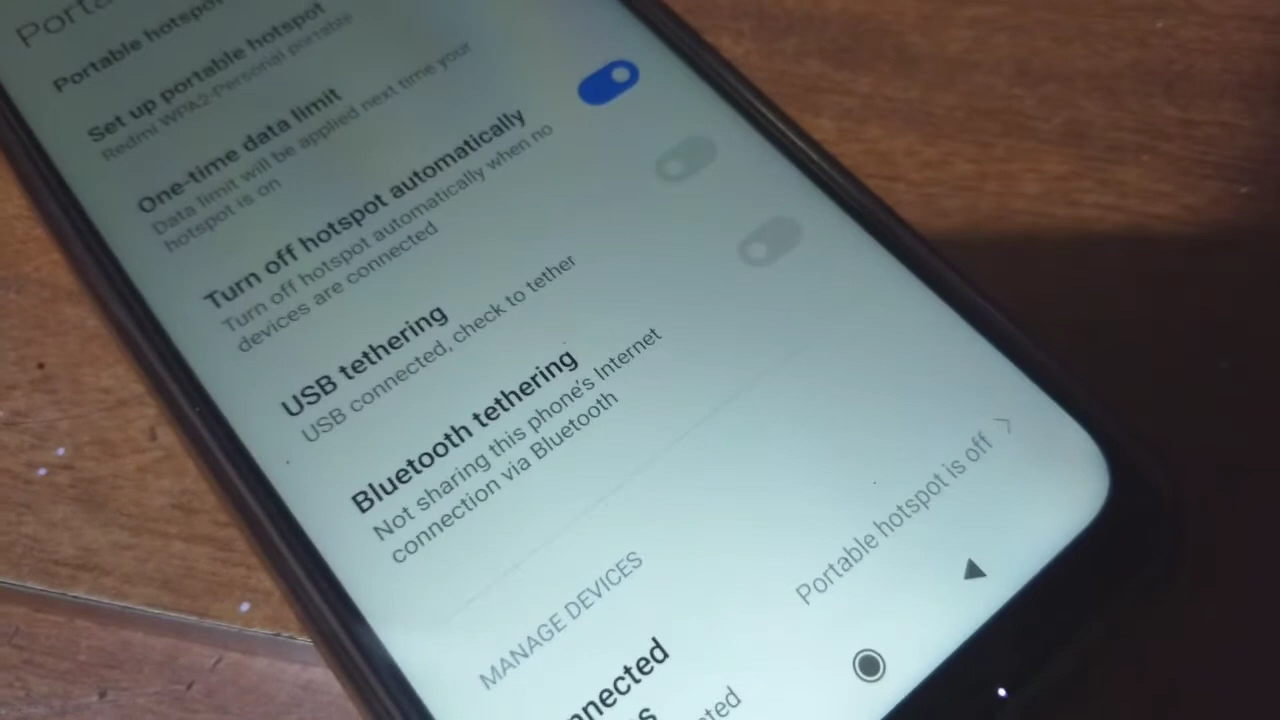 Porta
Portable hotspot
Set up portable hotspot
Redmi WPA2-Personal portable
One-time data limit
Data limit will be applied next time your
hotspot is on
Turn off hotspot automatically
Turn off hotspot automatically when no
devices are connected
USB tethering
USB connected, check to tether
Bluetooth tethering
Not sharing this phone's Internet
connection via Bluetooth
MANAGE DEVICES
Portable hotspot is off
nnected